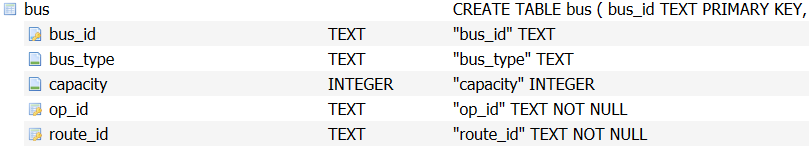 bus CREATE TABLE bus ( bus_id TEXT PRIMARY KEY,
bus_id TEXT "bus_id" TEXT
bus_type TEXT "bus_type" TEXT
capacity INTEGER "capacity" INTEGER
op_id TEXT "op_id" TEXT NOT NULL
route_id TEXT "route_id" TEXT NOT NULL